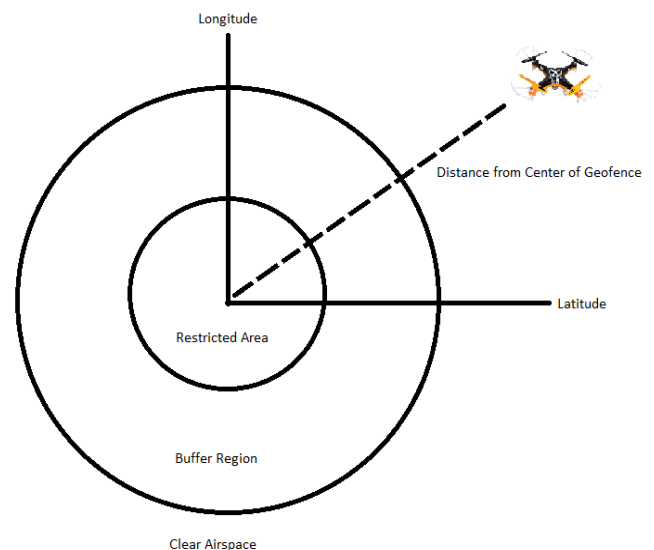 Longitude
Distance from Center of Geofence
Latitude
Restricted Area
Buffer Region
Clear Airspace